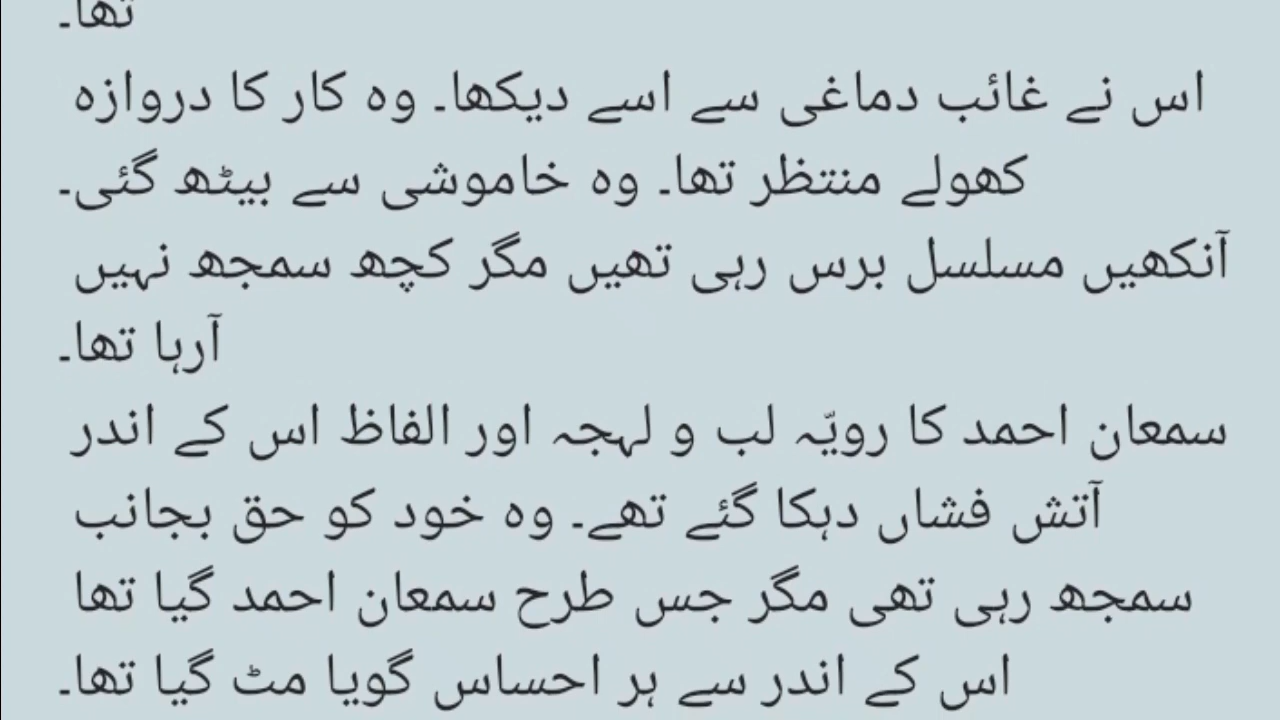 تھا۔
اس نے غائب دماغی سے اسے دیکھا۔ وہ کار کا دروازہ
کھولے منتظر تھا۔ وہ خاموشی سے بیٹھ گئی۔
آنکھیں مسلسل برس رہی تھیں مگر کچھ سمجھ نہیں
آرہا تھا۔
سمعان احمد کا رویّہ لب و لہجہ اور الفاظ اس کے اندر
آتش فشاں دہکا گئے تھے۔ وہ خود کو حق بجانب
سمجھ رہی تھی مگر جس طرح سمعان احمد گیا تھا
اس کے اندر سے ہر احساس گویا مٹ گیا تھا۔